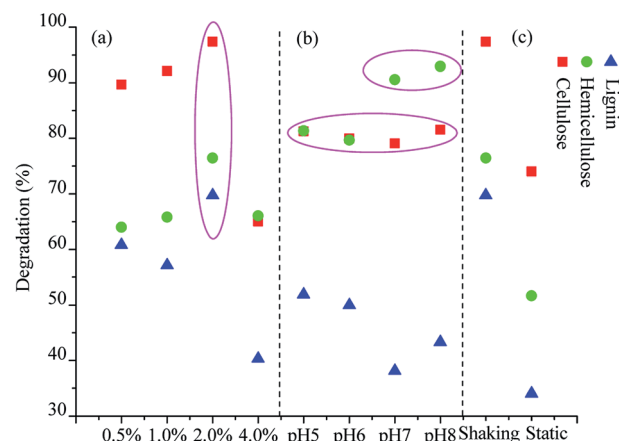 (a)
(b)
(c)
Cellulose
Hemicellulose
Lignin
Degradation (%)
100
90
80
70
60
50
40
30
0.5% 1.0% 2.0% 4.0% pH5 pH6 pH7 pH8 Shaking Static